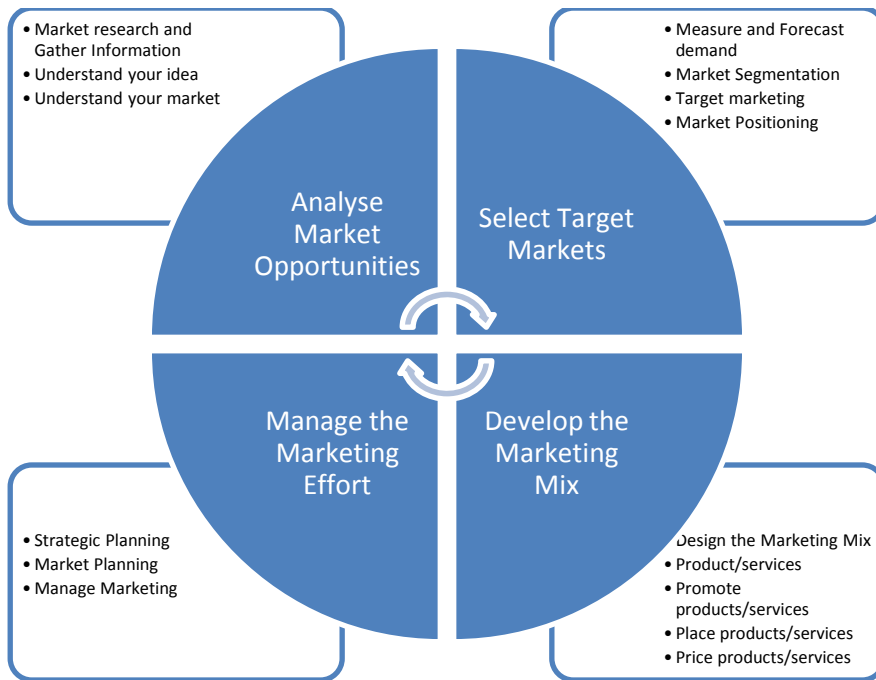 • Market research and
Gather Information
• Understand your idea
• Understand your market
• Measure and Forecast
demand
• Market Segmentation
• Target marketing
• Market Positioning
Analyse
Market
Opportunities
Select Target
Markets
Manage the
Marketing
Effort
Develop the
Marketing
Mix
• Strategic Planning
• Market Planning
• Manage Marketing
Design the Marketing Mix
• Product/services
• Promote
products/services
• Place products/services
• Price products/services